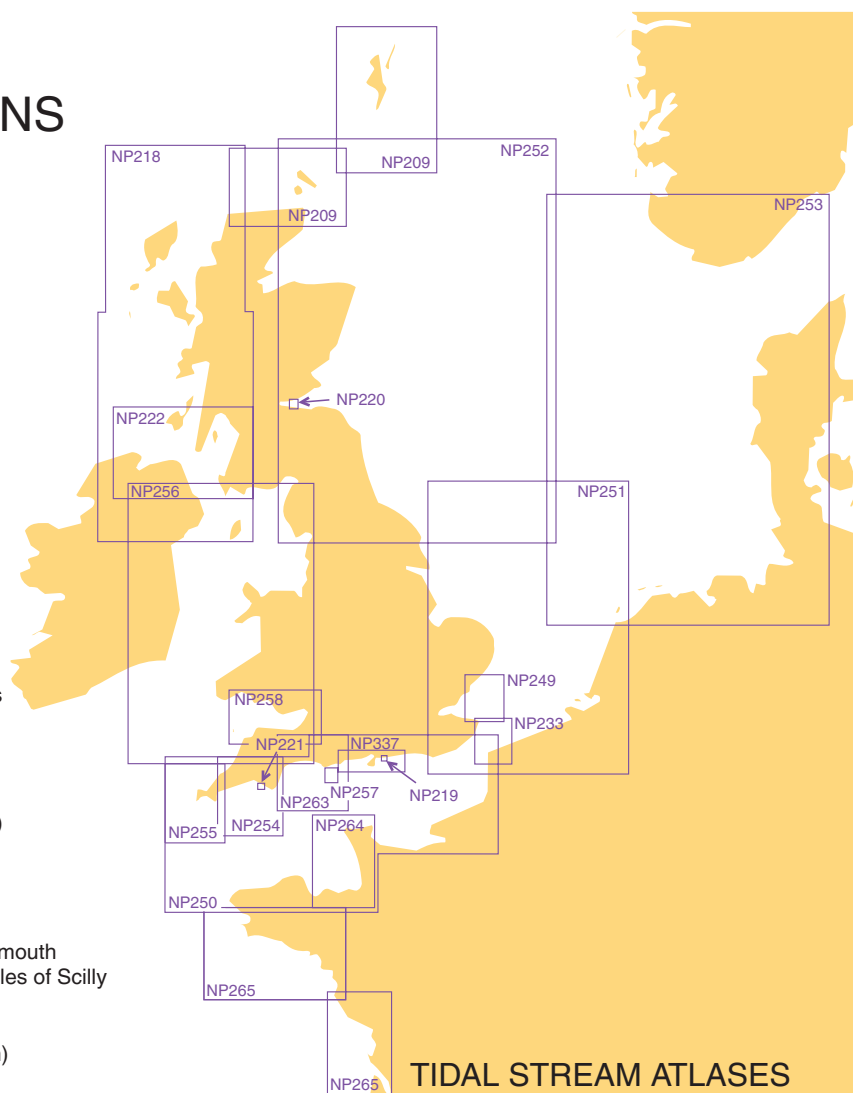 NS
NP218
NP209
NP209
NP252
NP253
NP220
NP222
NP256
NP251
s
NP258
NP249
NP233
NP221
NP337
NP219
NP257
NP263
)
NP255
NP254
NP264
NP250
mouth
les of Scilly
NP265
)
NP265
TIDAL STREAM ATLASES